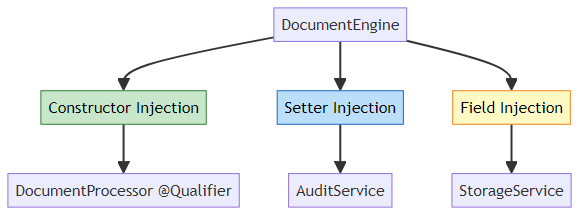 DocumentEngine
Constructor Injection
Setter Injection
Field Injection
DocumentProcessor @Qualifier
AuditService
StorageService